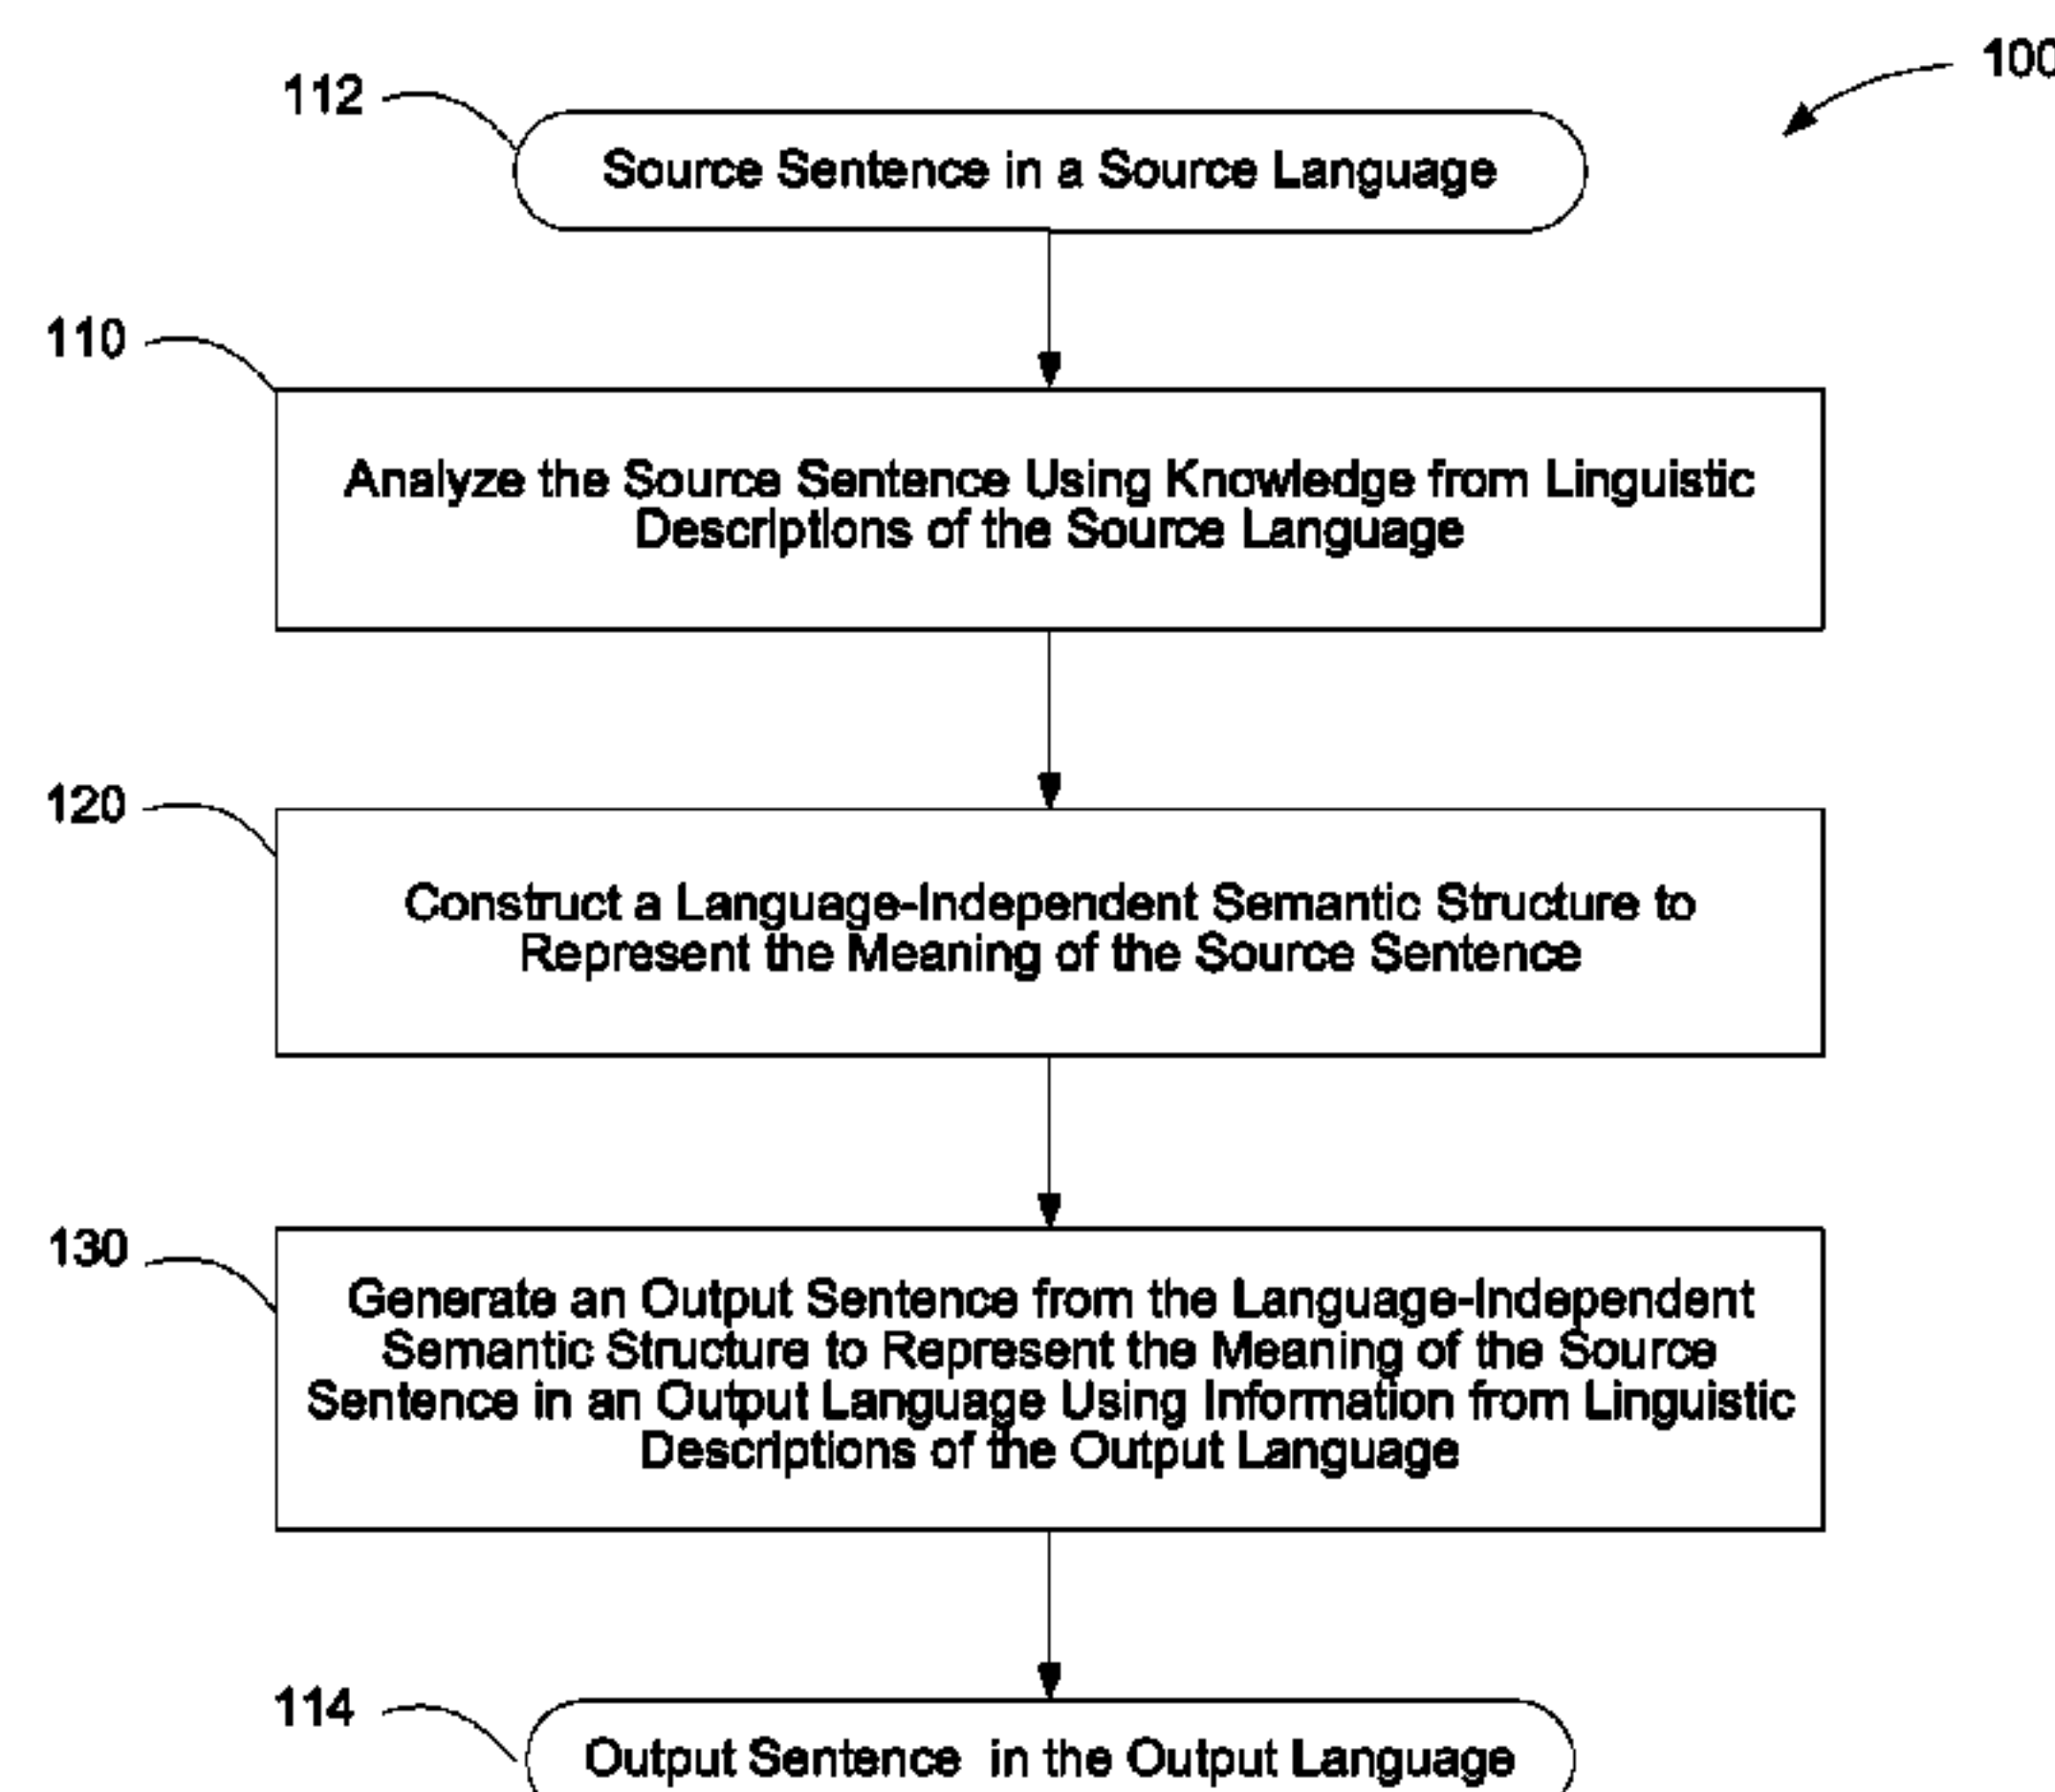 100
112
Source Sentence in a Source Language
110
Analyze the Source Sentence Using Knowledge from Linguistic
Descriptions of the Source Language
120
Construct a Language-Independent Semantic Structure to
Represent the Meaning of the Source Sentence
130
Generate an Output Sentence from the Language-Independent
Semantic Structure to Represent the Meaning of the Source
Sentence in an Output Language Using Information from Linguistic
Descriptions of the Output Language
114
Output Sentence in the Output Language